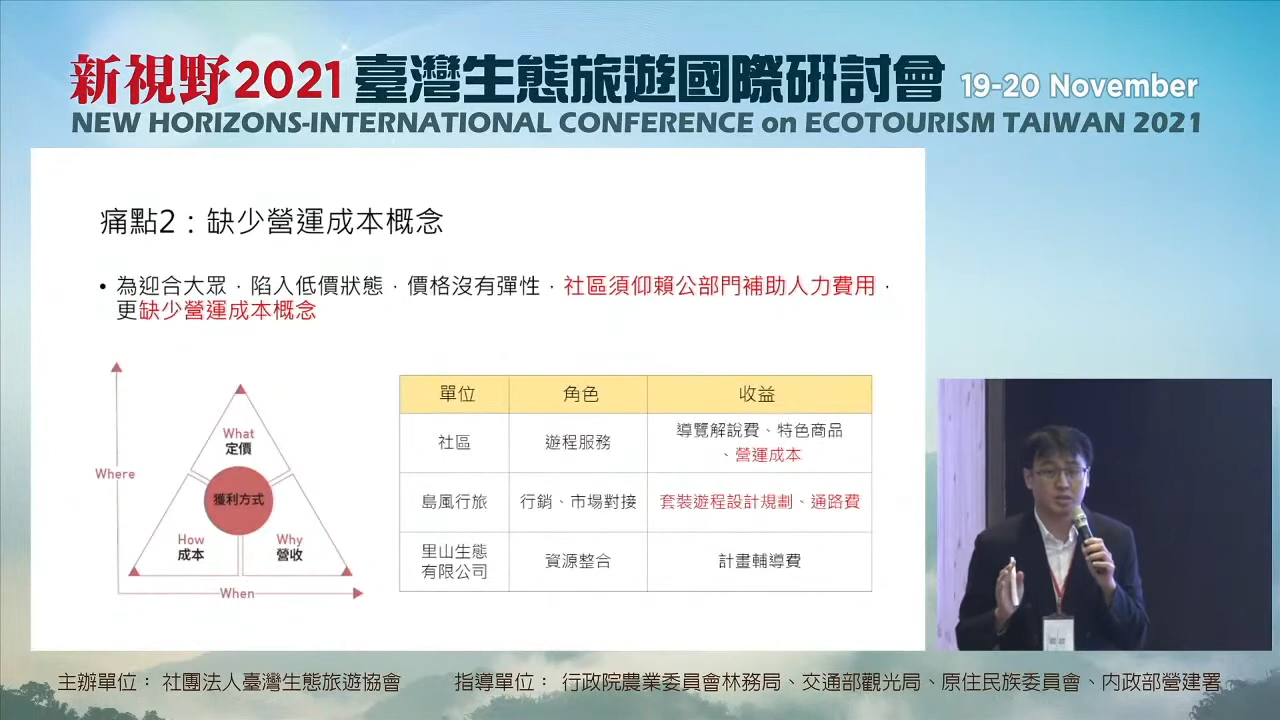 新視野2021臺灣生態旅遊國際研討會 19-20 November
NEW HORIZONS-INTERNATIONAL CONFERENCE on ECOTOURISM TAIWAN 2021
痛點2：缺少營運成本概念
• 為迎合大眾，陷入低價狀態，價格沒有彈性，社區須仰賴公部門補助人力費用，
更缺少營運成本概念
What
定價
Where
獲利方式
How
成本
Why
營收
When
單位 角色 收益
社區 遊程服務 導覽解說費、特色商品
、營運成本
島風行旅 行銷、市場對接 套裝遊程設計規劃、通路費
里山生態
有限公司 資源整合 計畫輔導費
主辦單位： 社團法人臺灣生態旅遊協會 指導單位： 行政院農業委員會林務局、交通部觀光局、原住民族委員會、內政部營建署